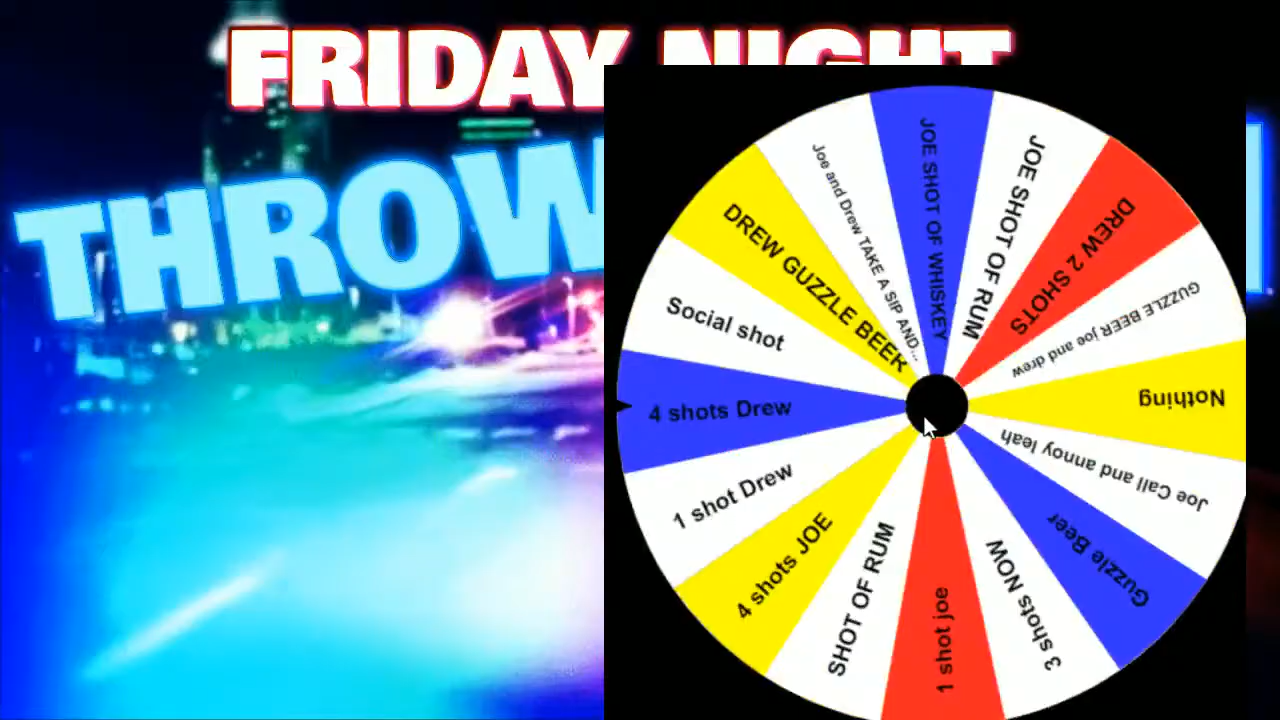 FRIDAY NIGHT
THROW
JOE SHOT OF WHISKEY
JOE SHOT OF RUM
DREW 2 SHOTS
GUZZLE BEER joe and drew
Nothing
Joe Call and annoy leah
Guzzle Beer
3 shots NOW
1 shot joe
SHOT OF RUM
4 shots JOE
1 shot Drew
4 shots Drew
Social shot
DREW GUZZLE BEER
Joe and Drew TAKE A SIP AND...